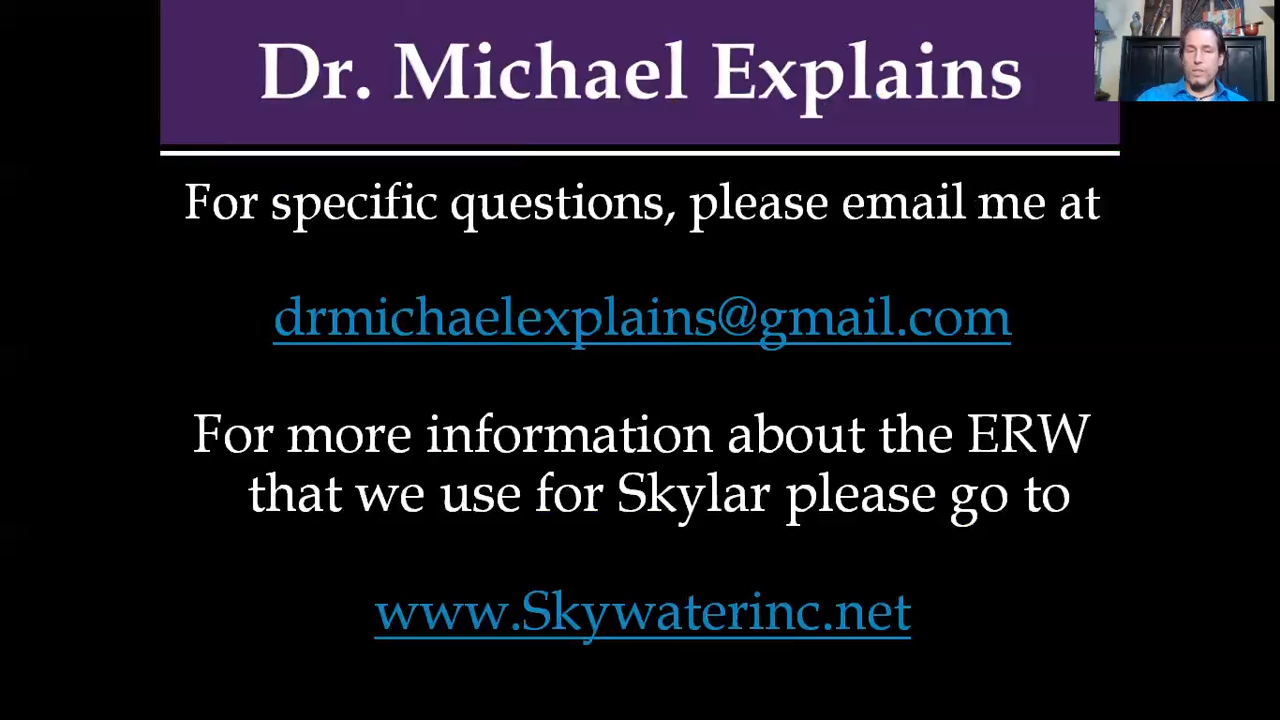 Dr. Michael Explains
For specific questions, please email me at
drmichaelexplains@gmail.com
For more information about the ERW
that we use for Skylar please go to
www.Skywaterinc.net